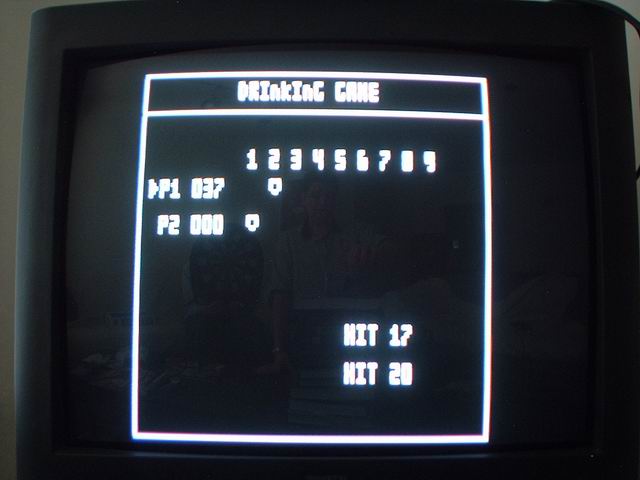 DRInkInG GAME
1 2 3 4 5 6 7 8 9
P1 037
P2 000
HIT 17
HIT 20